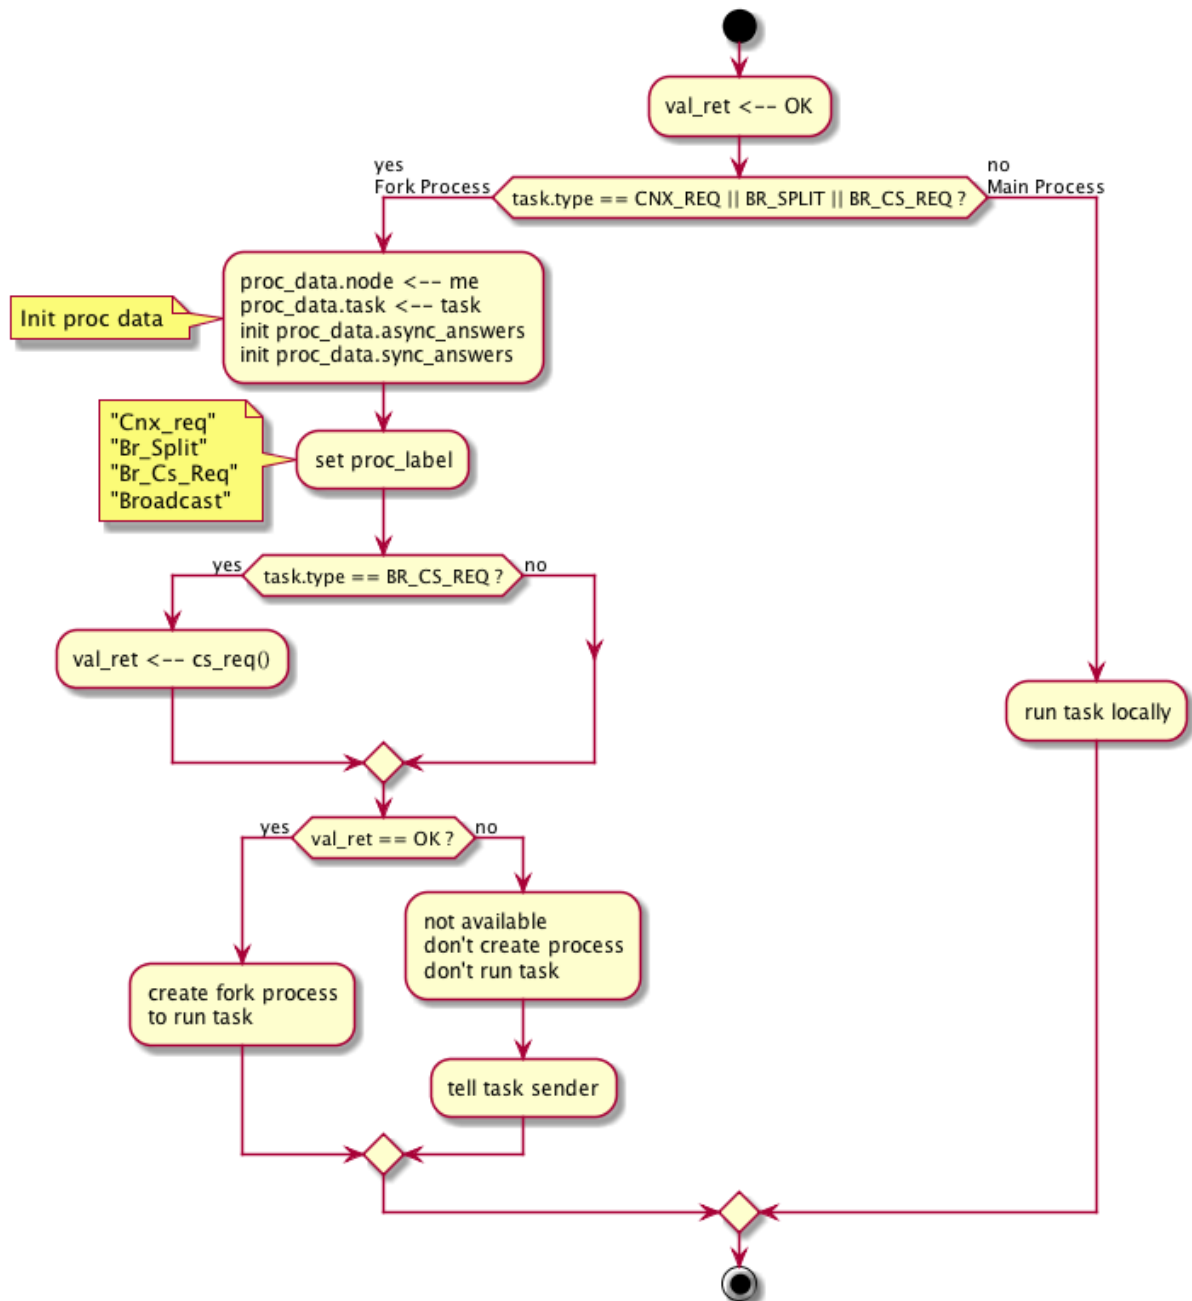 val_ret <-- OK
yes
Fork Process
task.type == CNX_REQ || BR_SPLIT || BR_CS_REQ ?
no
Main Process
Init proc data
proc_data.node <-- me
proc_data.task <-- task
init proc_data.async_answers
init proc_data.sync_answers
"Cnx_req"
"Br_Split"
"Br_Cs_Req"
"Broadcast"
set proc_label
yes
task.type == BR_CS_REQ ?
no
val_ret <-- cs_req()
run task locally
yes
val_ret == OK ?
no
not available
don't create process
don't run task
create fork process
to run task
tell task sender